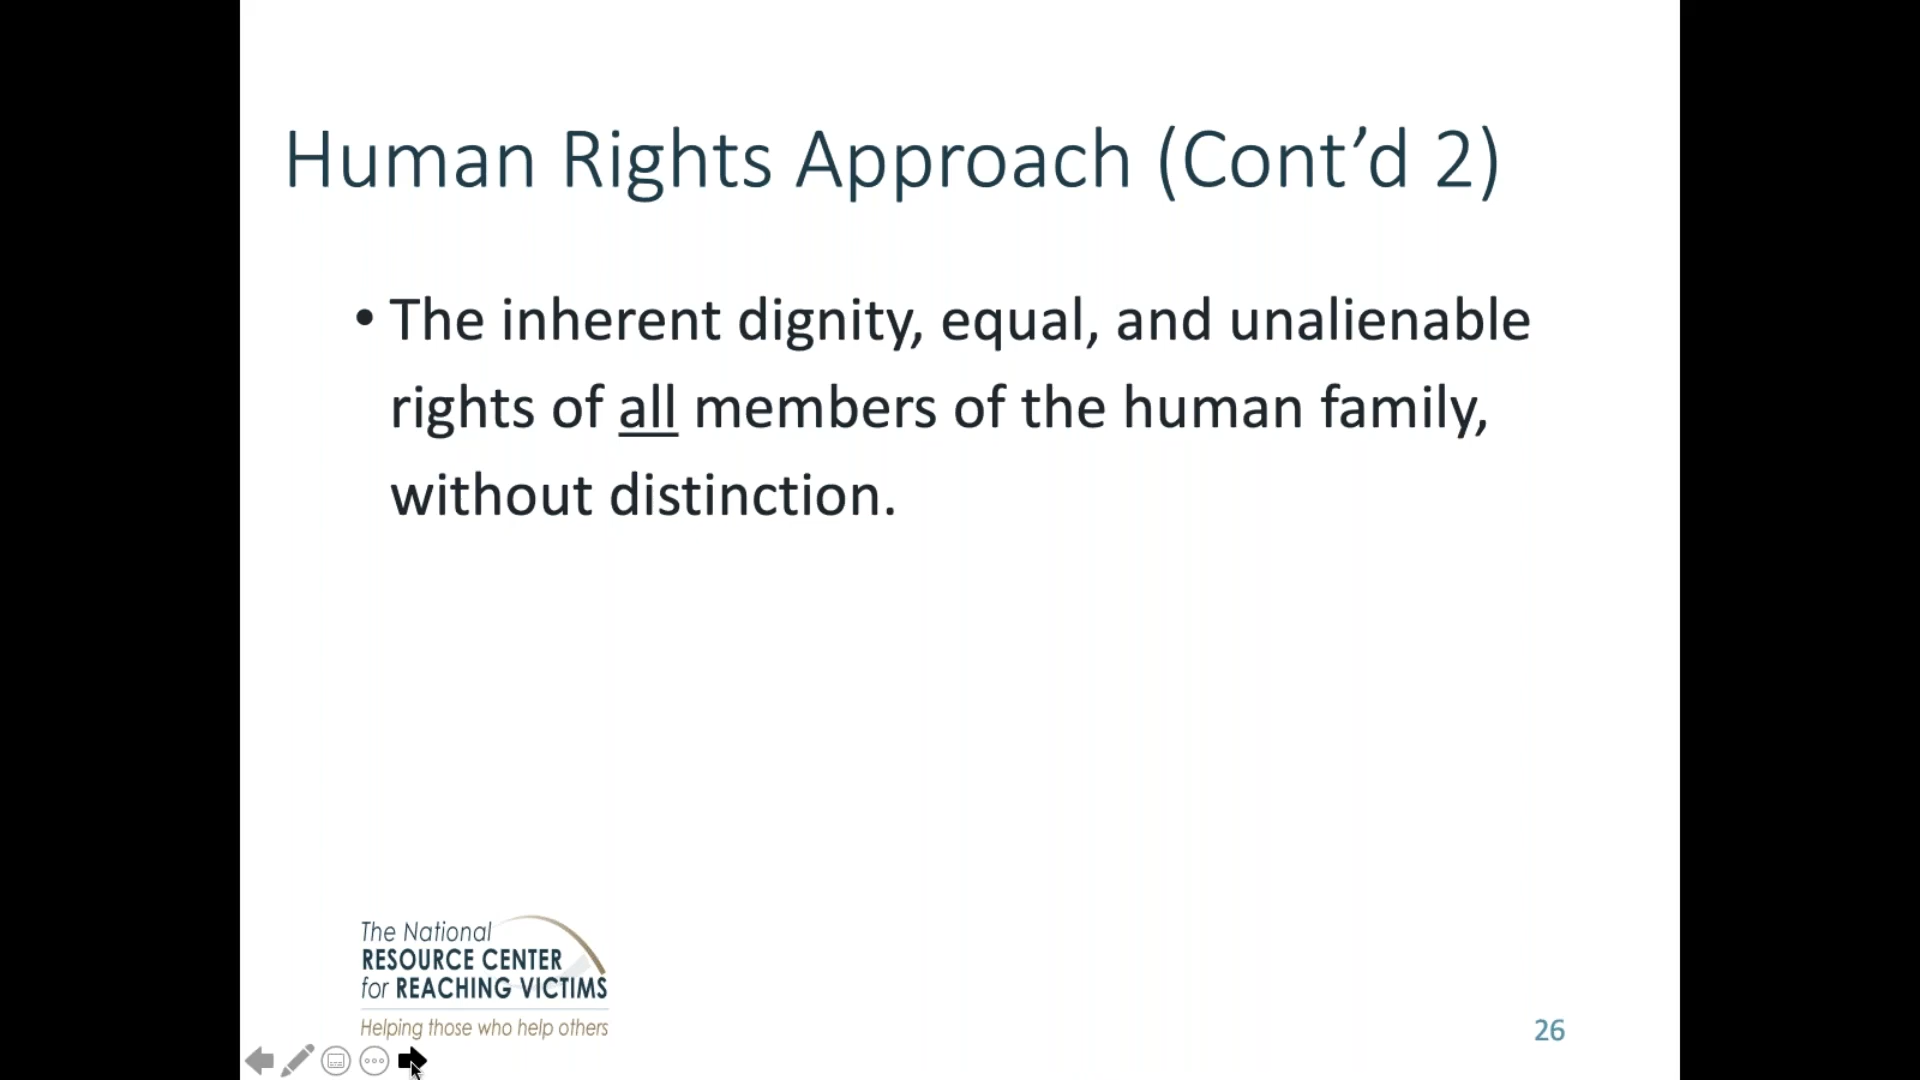 Human Rights Approach (Cont’d 2)
• The inherent dignity, equal, and unalienable
rights of all members of the human family,
without distinction.
The National
RESOURCE CENTER
for REACHING VICTIMS
Helping those who help others
26